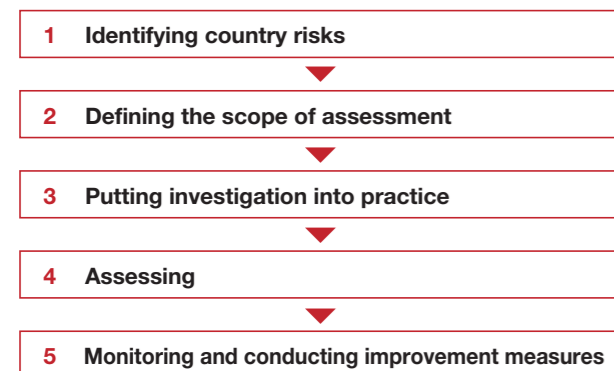 1 Identifying country risks
2 Defining the scope of assessment
3 Putting investigation into practice
4 Assessing
5 Monitoring and conducting improvement measures